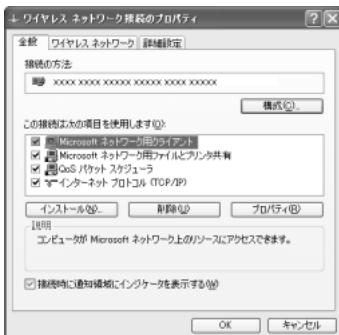 ワイヤレス ネットワーク接続のプロパティ
全般 ワイヤレス ネットワーク 詳細設定
接続の方法:
xxxx xxxx xxxxx xxxxx xxxx xxxxx
構成(C)...
この接続は次の項目を使用します(O):
Microsoft ネットワーク用クライアント
Microsoft ネットワーク用ファイルとプリンタ共有
QoS パケット スケジューラ
インターネット プロトコル (TCP/IP)
インストール(N)... 削除(U) プロパティ(R)
説明
コンピュータが Microsoft ネットワーク上のリソースにアクセスできます。
接続時に通知領域にインジケータを表示する(W)
OK キャンセル